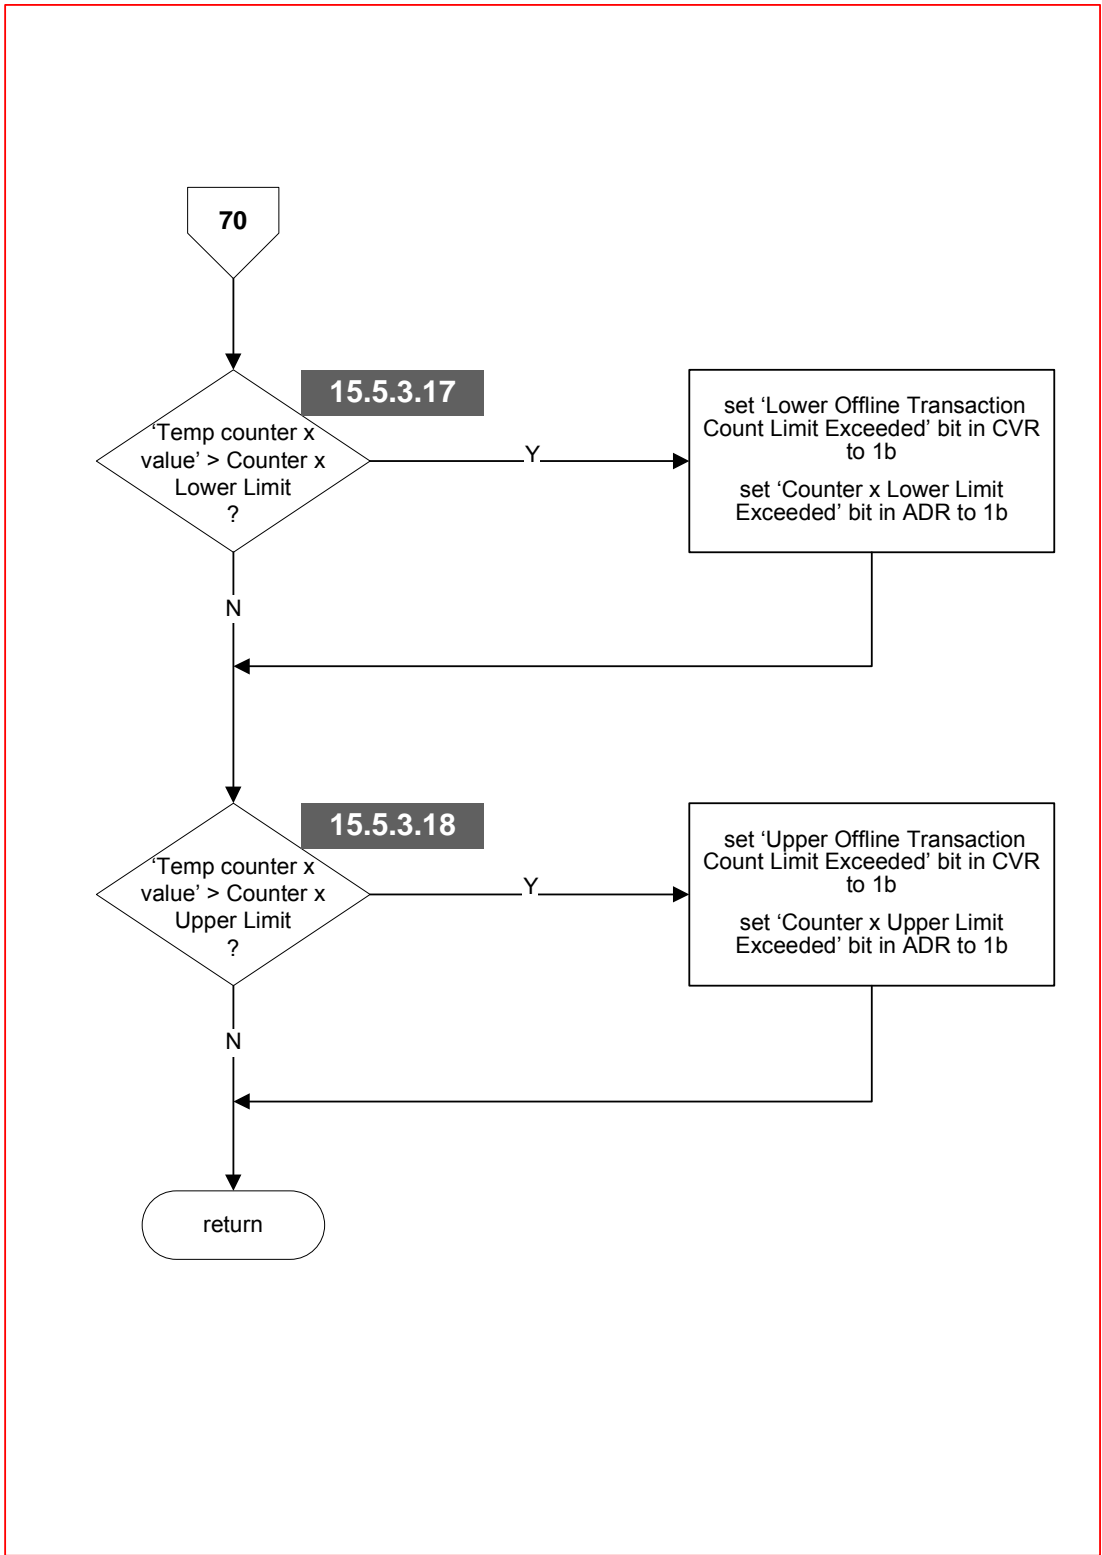 70
15.5.3.17
‘Temp counter x
value’ > Counter x
Lower Limit
?
Y
set ‘Lower Offline Transaction
Count Limit Exceeded’ bit in CVR
to 1b
set ‘Counter x Lower Limit
Exceeded’ bit in ADR to 1b
N
15.5.3.18
‘Temp counter x
value’ > Counter x
Upper Limit
?
Y
set ‘Upper Offline Transaction
Count Limit Exceeded’ bit in CVR
to 1b
set ‘Counter x Upper Limit
Exceeded’ bit in ADR to 1b
N
return